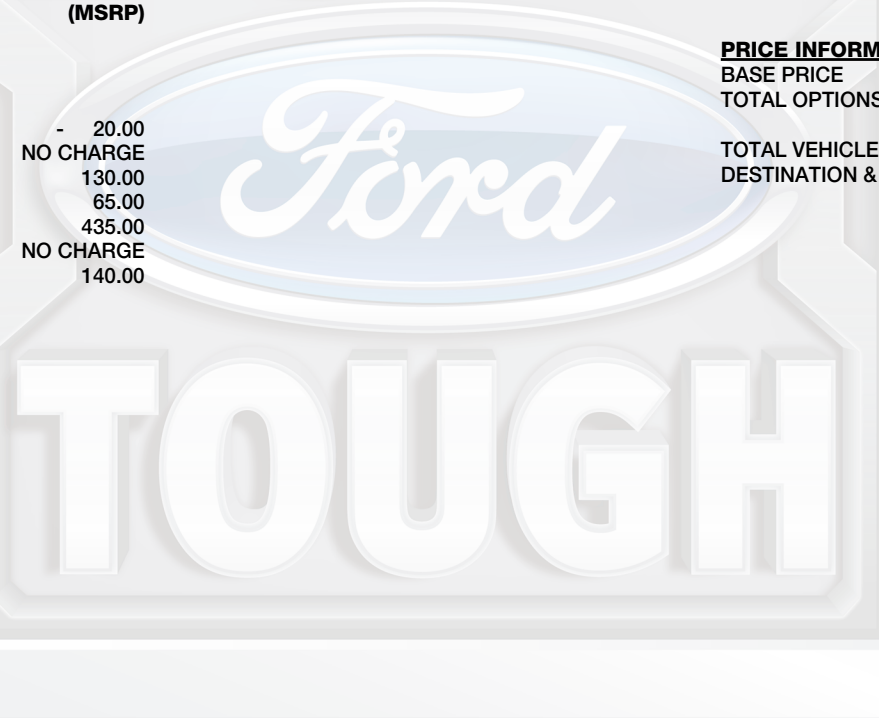 (MSRP)
- 20.00
NO CHARGE
130.00
65.00
435.00
NO CHARGE
140.00
PRICE INFORM
BASE PRICE
TOTAL OPTIONS
TOTAL VEHICLE
DESTINATION &
Ford
TOUGH